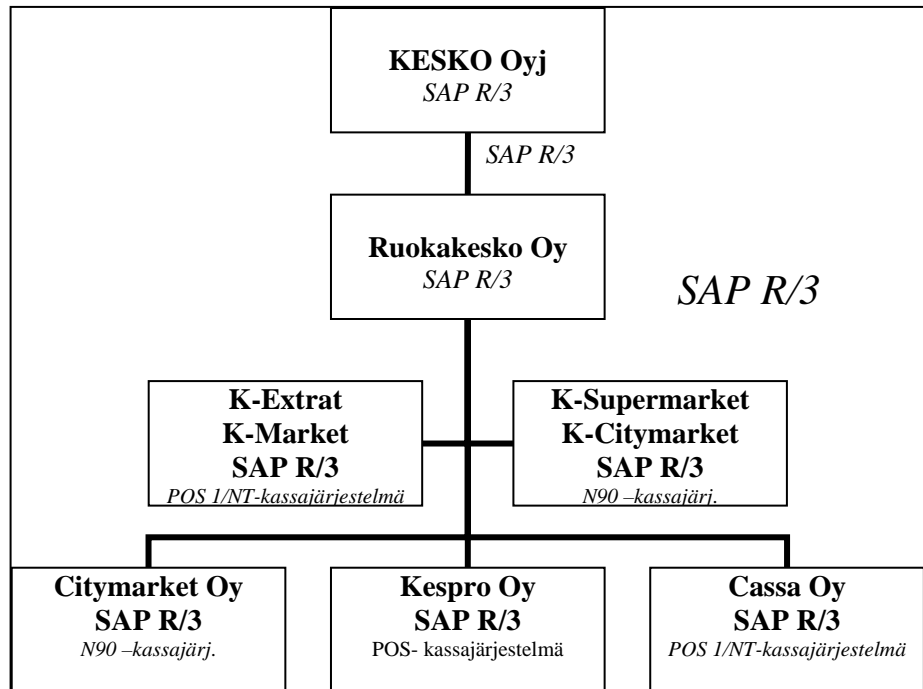 KESKO Oyj
SAP R/3
SAP R/3
Ruokakesko Oy
SAP R/3
SAP R/3
K-Extrat
K-Market
SAP R/3
POS 1/NT-kassajärjestelmä
K-Supermarket
K-Citymarket
SAP R/3
N90 –kassajärj.
Citymarket Oy
SAP R/3
N90 –kassajärj.
Kespro Oy
SAP R/3
POS- kassajärjestelmä
Cassa Oy
SAP R/3
POS 1/NT-kassajärjestelmä